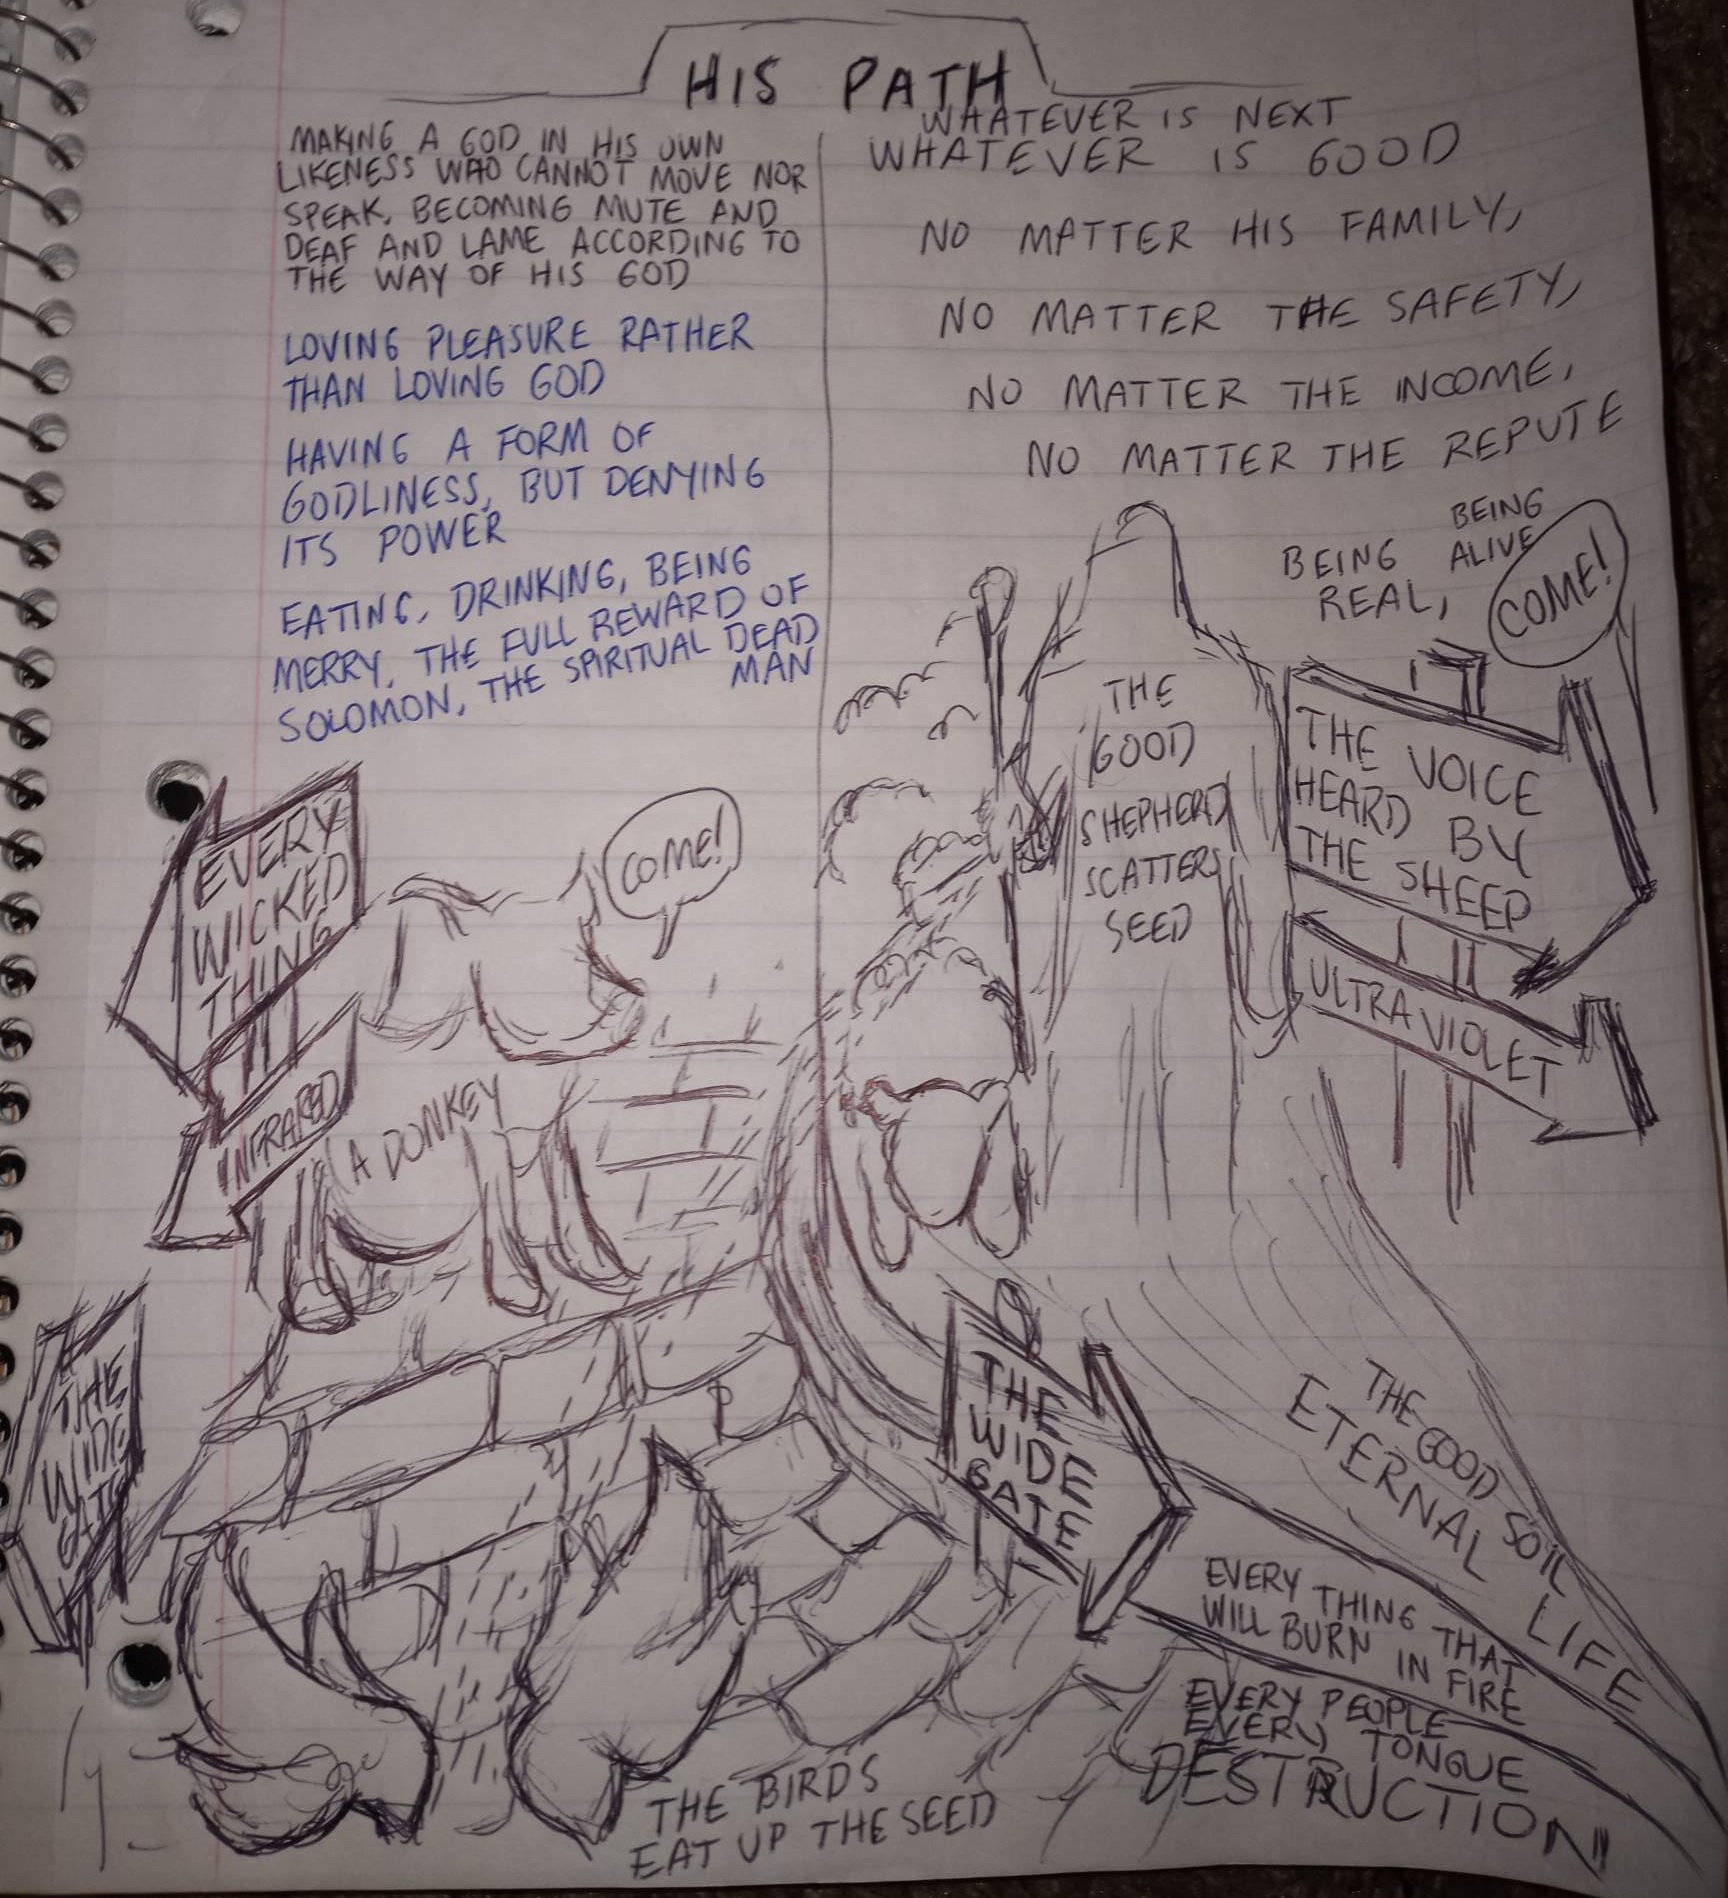 HIS PATH
MAKING A GOD IN HIS OWN
LIKENESS WHO CANNOT MOVE NOR
SPEAK, BECOMING MUTE AND
DEAF AND LAME ACCORDING TO
THE WAY OF HIS GOD
LOVING PLEASURE RATHER
THAN LOVING GOD
HAVING A FORM OF
GODLINESS, BUT DENYING
ITS POWER
EATING, DRINKING, BEING
MERRY, THE FULL REWARD OF
SOLOMON, THE SPIRITUAL DEAD
MAN
WHATEVER IS NEXT
WHATEVER IS GOOD
NO MATTER HIS FAMILY,
NO MATTER THE SAFETY,
NO MATTER THE INCOME,
NO MATTER THE REPUTE
BEING
REAL,
BEING
ALIVE
COME!
THE
GOOD
SHEPHERD
SCATTERS
SEED
THE VOICE
HEARD BY
THE SHEEP
ULTRA VIOLET
EVERY
WICKED
THING
COME!
INFRARED
A DONKEY
THE
WIDE
GATE
THE
WIDE
GATE
THE GOOD SOIL
ETERNAL LIFE
EVERY THING THAT
WILL BURN IN FIRE
EVERY PEOPLE
EVERY TONGUE
DESTRUCTION
THE BIRDS
EAT UP THE SEED